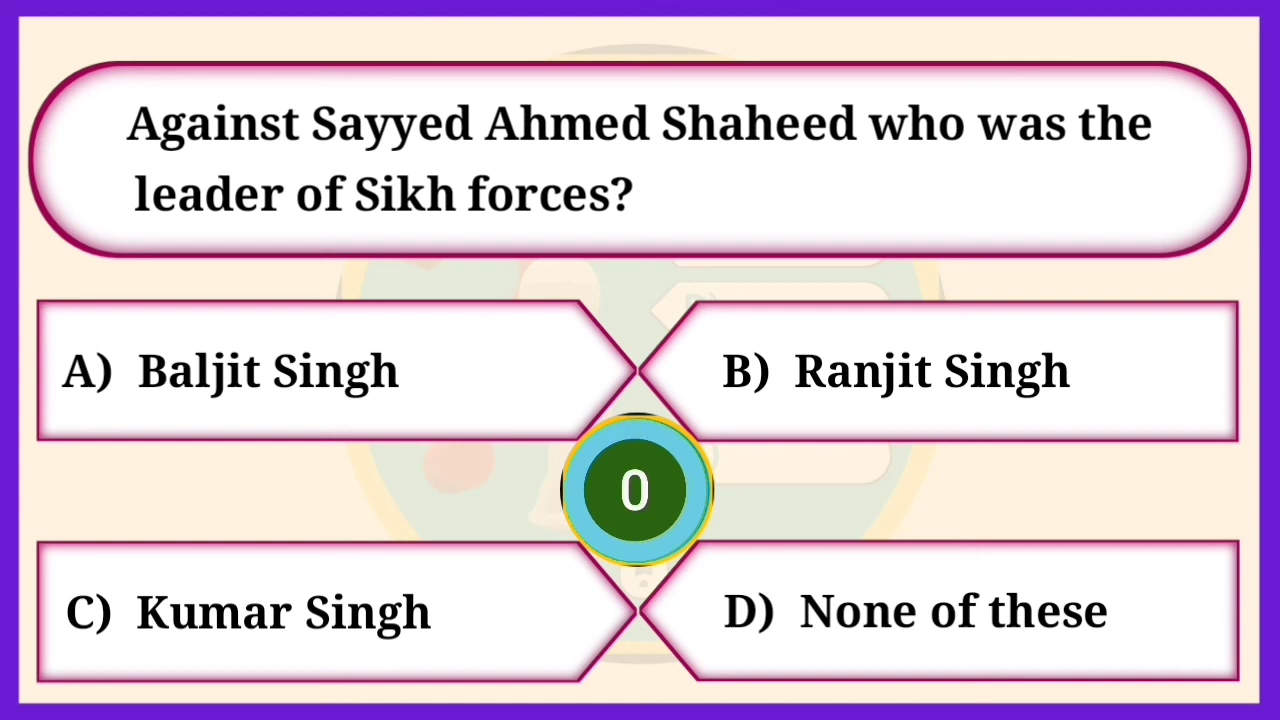 Against Sayyed Ahmed Shaheed who was the
leader of Sikh forces?
A) Baljit Singh
B) Ranjit Singh
0
C) Kumar Singh
D) None of these